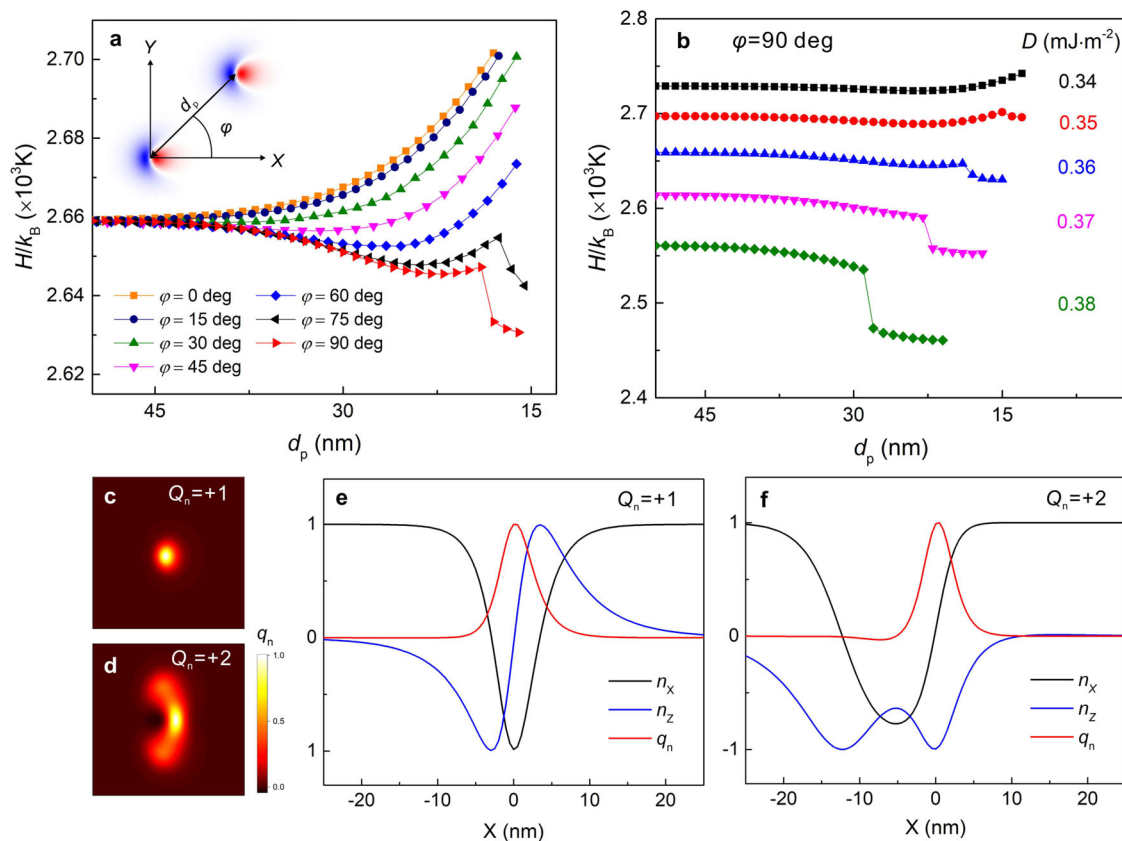 a
Y
d_p
φ
X
H/k_B (×10³K)
2.70
2.68
2.66
2.64
2.62
φ = 0 deg
φ = 15 deg
φ = 30 deg
φ = 45 deg
φ = 60 deg
φ = 75 deg
φ = 90 deg
45
30
15
d_p (nm)
b
φ=90 deg
D (mJ·m⁻²)
H/k_B (×10³K)
2.8
2.7
2.6
2.5
2.4
0.34
0.35
0.36
0.37
0.38
45
30
15
d_p (nm)
c
Q_n=+1
d
Q_n=+2
q_n
1.0
0.5
0.0
e
Q_n=+1
1
0
1
n_X
n_Z
q_n
-20
-10
0
10
20
X (nm)
f
Q_n=+2
1
0
-1
n_X
n_Z
q_n
-20
-10
0
10
20
X (nm)